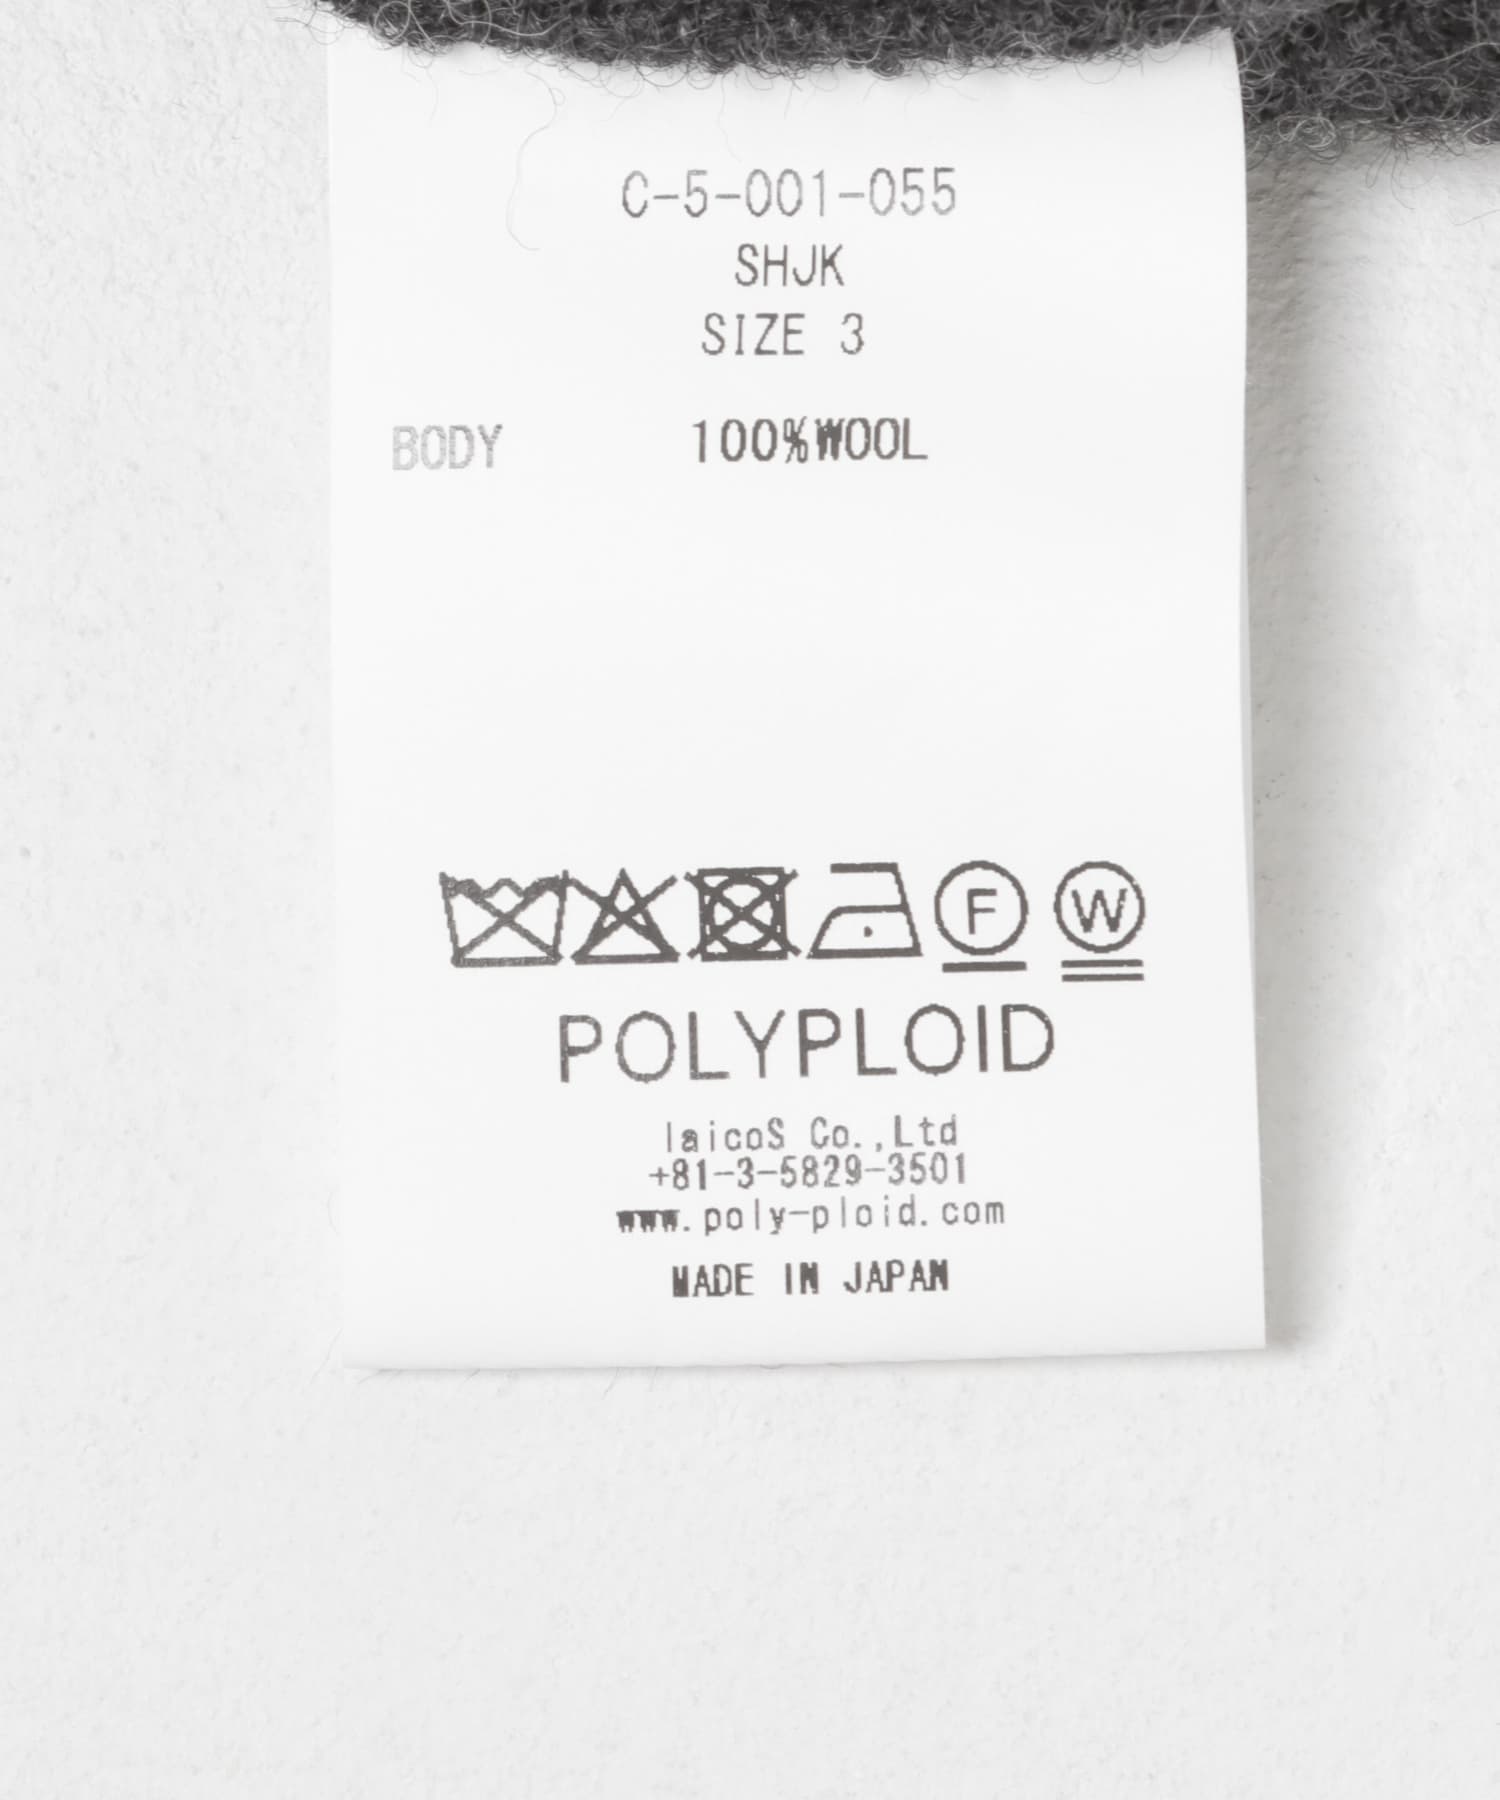 C-5-001-055
SHJK
SIZE 3
BODY 100%WOOL
F W
POLYPLOID
laicoS Co.,Ltd
+81-3-5829-3501
www.poly-ploid.com
MADE IN JAPAN